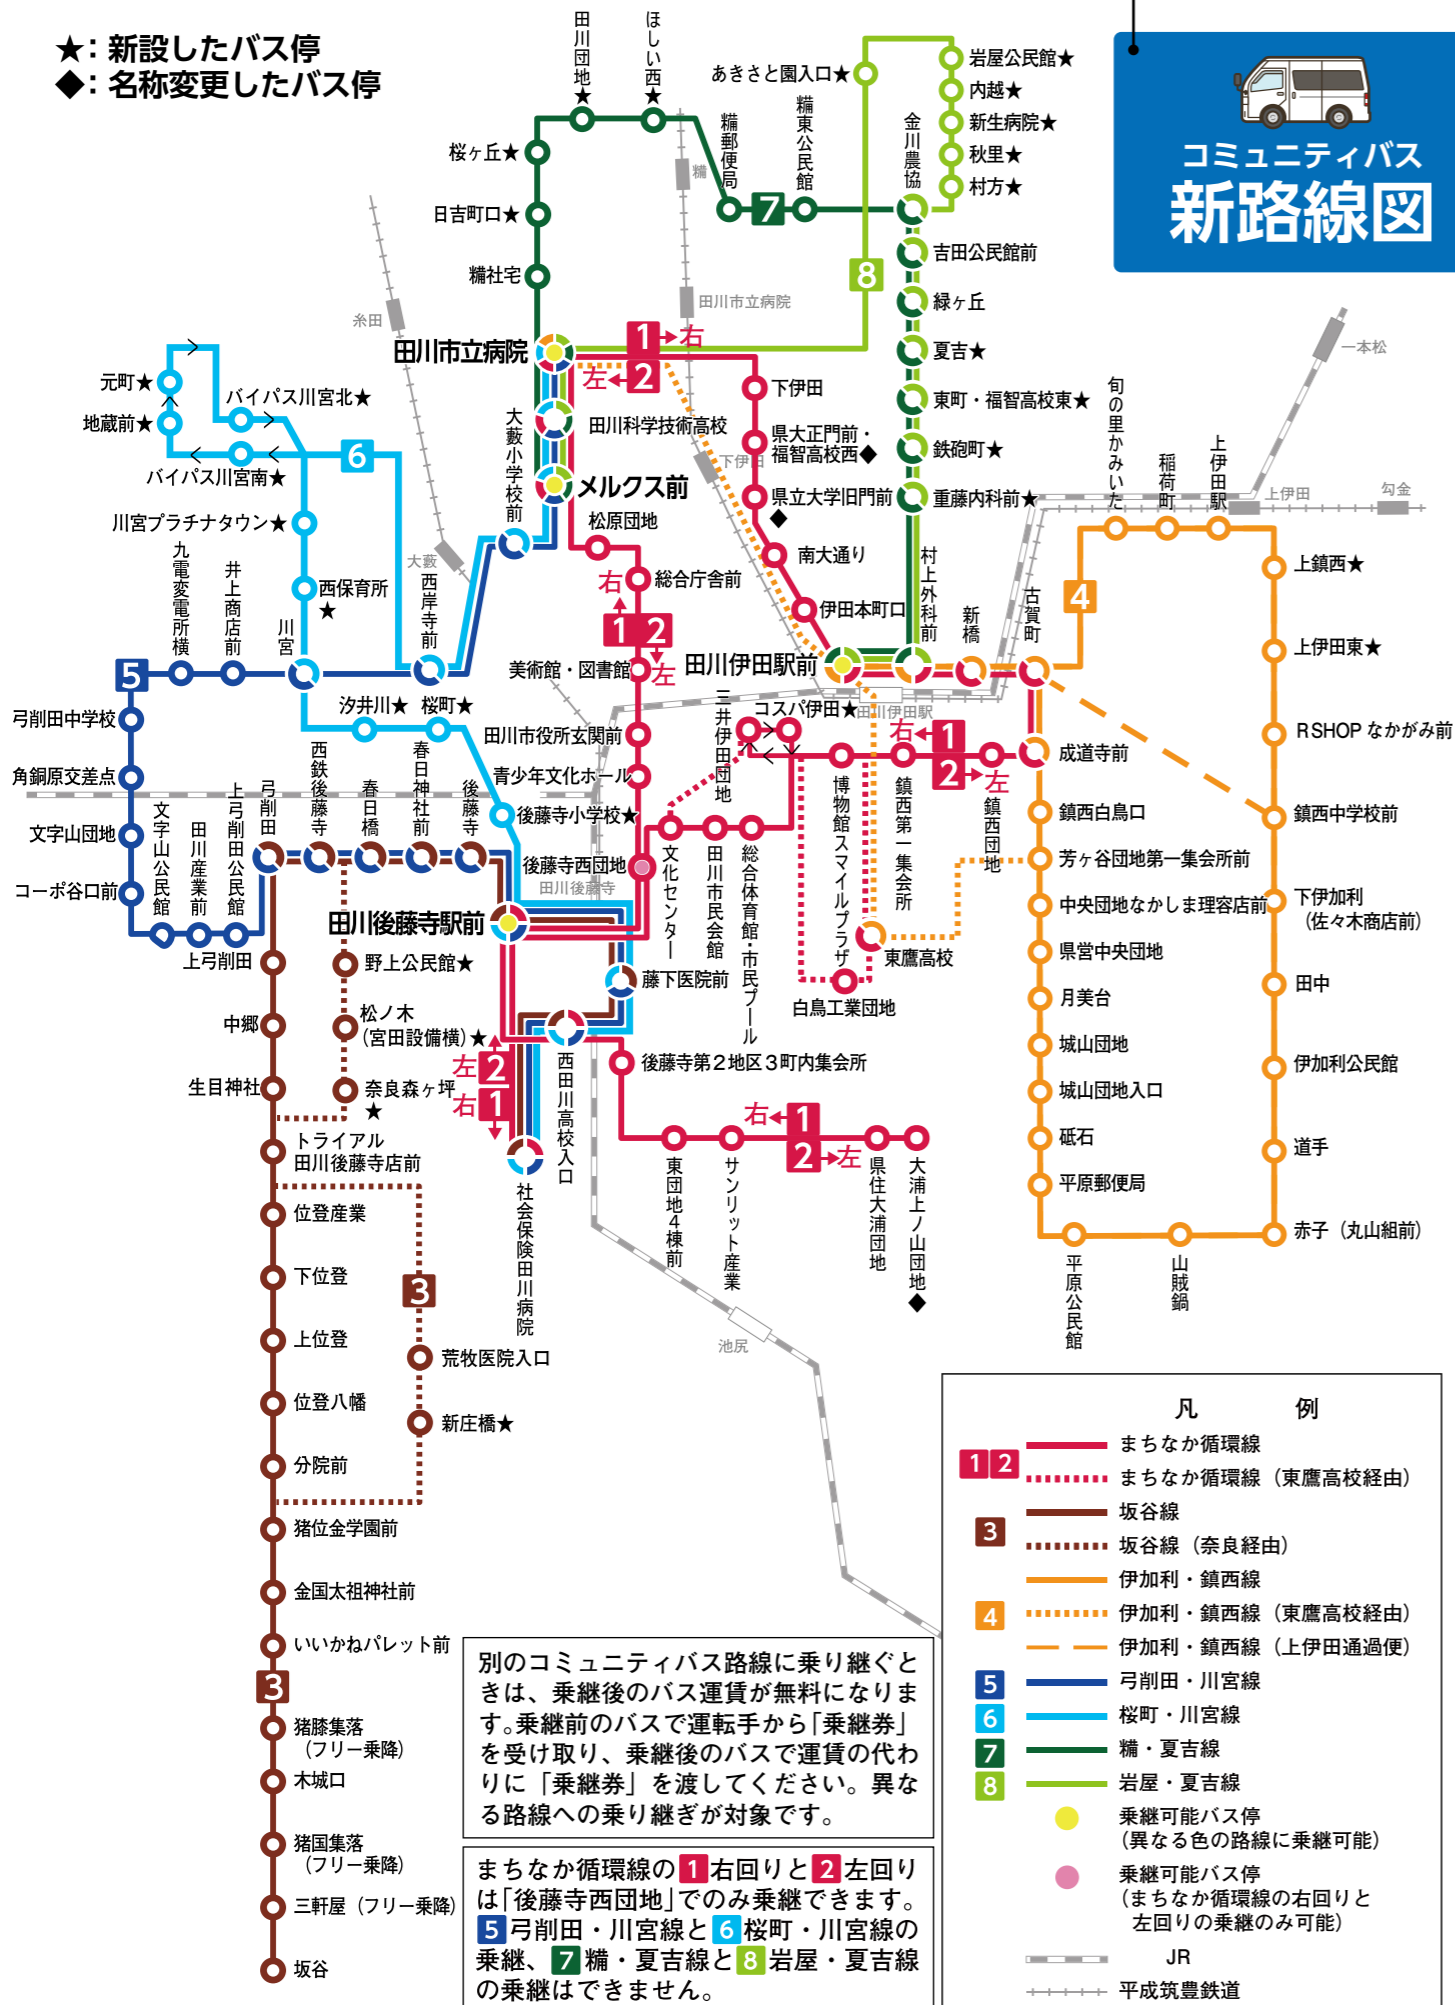 ★：新設したバス停
◆：名称変更したバス停
コミュニティバス
新路線図
田川団地★
ほしい西★
桜ヶ丘★
日吉町口★
糒社宅
糒郵便局
糒東公民館
7
糒
あきさと園入口★
岩屋公民館★
内越★
新生病院★
秋里★
村方★
金川農協
8
吉田公民館前
緑ヶ丘
夏吉★
東町・福智高校東★
鉄砲町★
重藤内科前★
村上外科前
田川市立病院
糸田
田川市立病院
1 右
左 2
田川科学技術高校
メルクス前
大藪小学校前
大藪
下伊田
県大正門前・
福智高校西◆
下伊田
県立大学旧門前
◆
南大通り
伊田本町口
元町★
地蔵前★
バイパス川宮北★
バイパス川宮南★
6
川宮プラチナタウン★
西保育所
★
九電変電所横
井上商店前
川宮
西岸寺前
5
弓削田中学校
角銅原交差点
文字山団地
コーポ谷口前
文字山公民館
田川産業前
上弓削田公民館
弓削田
西鉄後藤寺
春日橋
春日神社前
後藤寺
汐井川★
桜町★
後藤寺小学校★
松原団地
総合庁舎前
右
1 2
左
美術館・図書館
田川市役所玄関前
青少年文化ホール
後藤寺西団地
田川後藤寺
田川後藤寺駅前
田川伊田駅前
田川伊田駅
新橋
古賀町
三井伊田団地
コスパ伊田★
右 1
2 左
博物館スマイルプラザ
鎮西第一集会所
鎮西団地
成道寺前
文化センター
田川市民会館
総合体育館・市民プール
白鳥工業団地
東鷹高校
一本松
上伊田
勾金
旬の里かみいた
稲荷町
上伊田駅
4
上鎮西★
上伊田東★
R SHOP なかがみ前
鎮西中学校前
下伊加利
（佐々木商店前）
田中
伊加利公民館
道手
赤子（丸山組前）
山賊鍋
平原公民館
鎮西白鳥口
芳ヶ谷団地第一集会所前
中央団地なかしま理容店前
県営中央団地
月美台
城山団地
城山団地入口
砥石
平原郵便局
藤下医院前
西田川高校入口
社会保険田川病院
左 2
右 1
後藤寺第２地区３町内集会所
東団地４棟前
サンリット産業
右 1
2 左
県住大浦団地
大浦上ノ山団地◆
池尻
上弓削田
中郷
生目神社
野上公民館★
松ノ木
（宮田設備横）★
奈良森ヶ坪
★
トライアル
田川後藤寺店前
位登産業
下位登
上位登
位登八幡
分院前
3
荒牧医院入口
新庄橋★
猪位金学園前
金国太祖神社前
いいかねパレット前
3
猪膝集落
（フリー乗降）
木城口
猪国集落
（フリー乗降）
三軒屋（フリー乗降）
坂谷
別のコミュニティバス路線に乗り継ぐと
きは、乗継後のバス運賃が無料になりま
す。乗継前のバスで運転手から「乗継券」
を受け取り、乗継後のバスで運賃の代わ
りに「乗継券」を渡してください。異な
る路線への乗り継ぎが対象です。
まちなか循環線の1右回りと2左回り
は「後藤寺西団地」でのみ乗継できます。
5弓削田・川宮線と6桜町・川宮線の
乗継、7糒・夏吉線と8岩屋・夏吉線
の乗継はできません。
凡　例
1 2 まちなか循環線
まちなか循環線（東鷹高校経由）
3 坂谷線
坂谷線（奈良経由）
伊加利・鎮西線
4 伊加利・鎮西線（東鷹高校経由）
伊加利・鎮西線（上伊田通過便）
5 弓削田・川宮線
6 桜町・川宮線
7 糒・夏吉線
8 岩屋・夏吉線
乗継可能バス停
（異なる色の路線に乗継可能）
乗継可能バス停
（まちなか循環線の右回りと
左回りの乗継のみ可能）
JR
平成筑豊鉄道